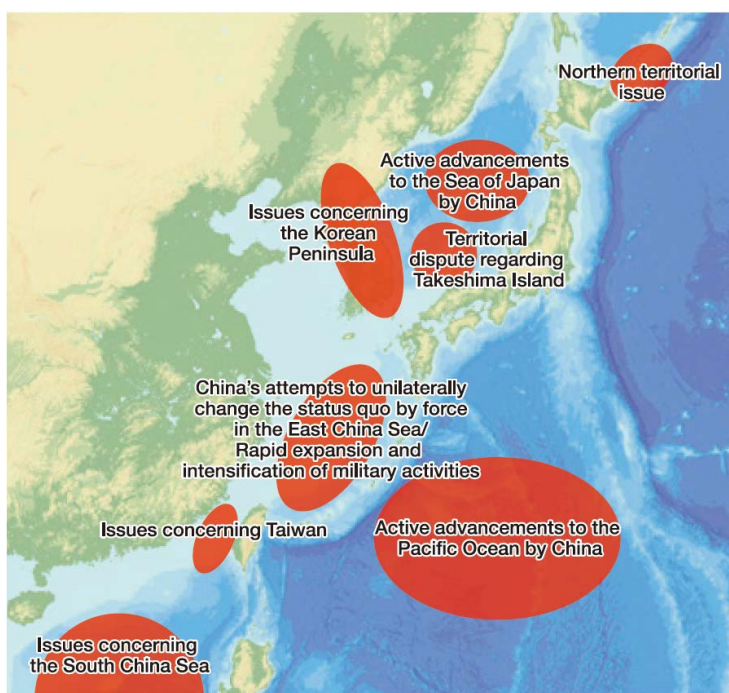 Northern territorial
issue
Active advancements
to the Sea of Japan
by China
Issues concerning
the Korean
Peninsula
Territorial
dispute regarding
Takeshima Island
China's attempts to unilaterally
change the status quo by force
in the East China Sea/
Rapid expansion and
intensification of military activities
Issues concerning Taiwan
Active advancements to the
Pacific Ocean by China
Issues concerning
the South China Sea